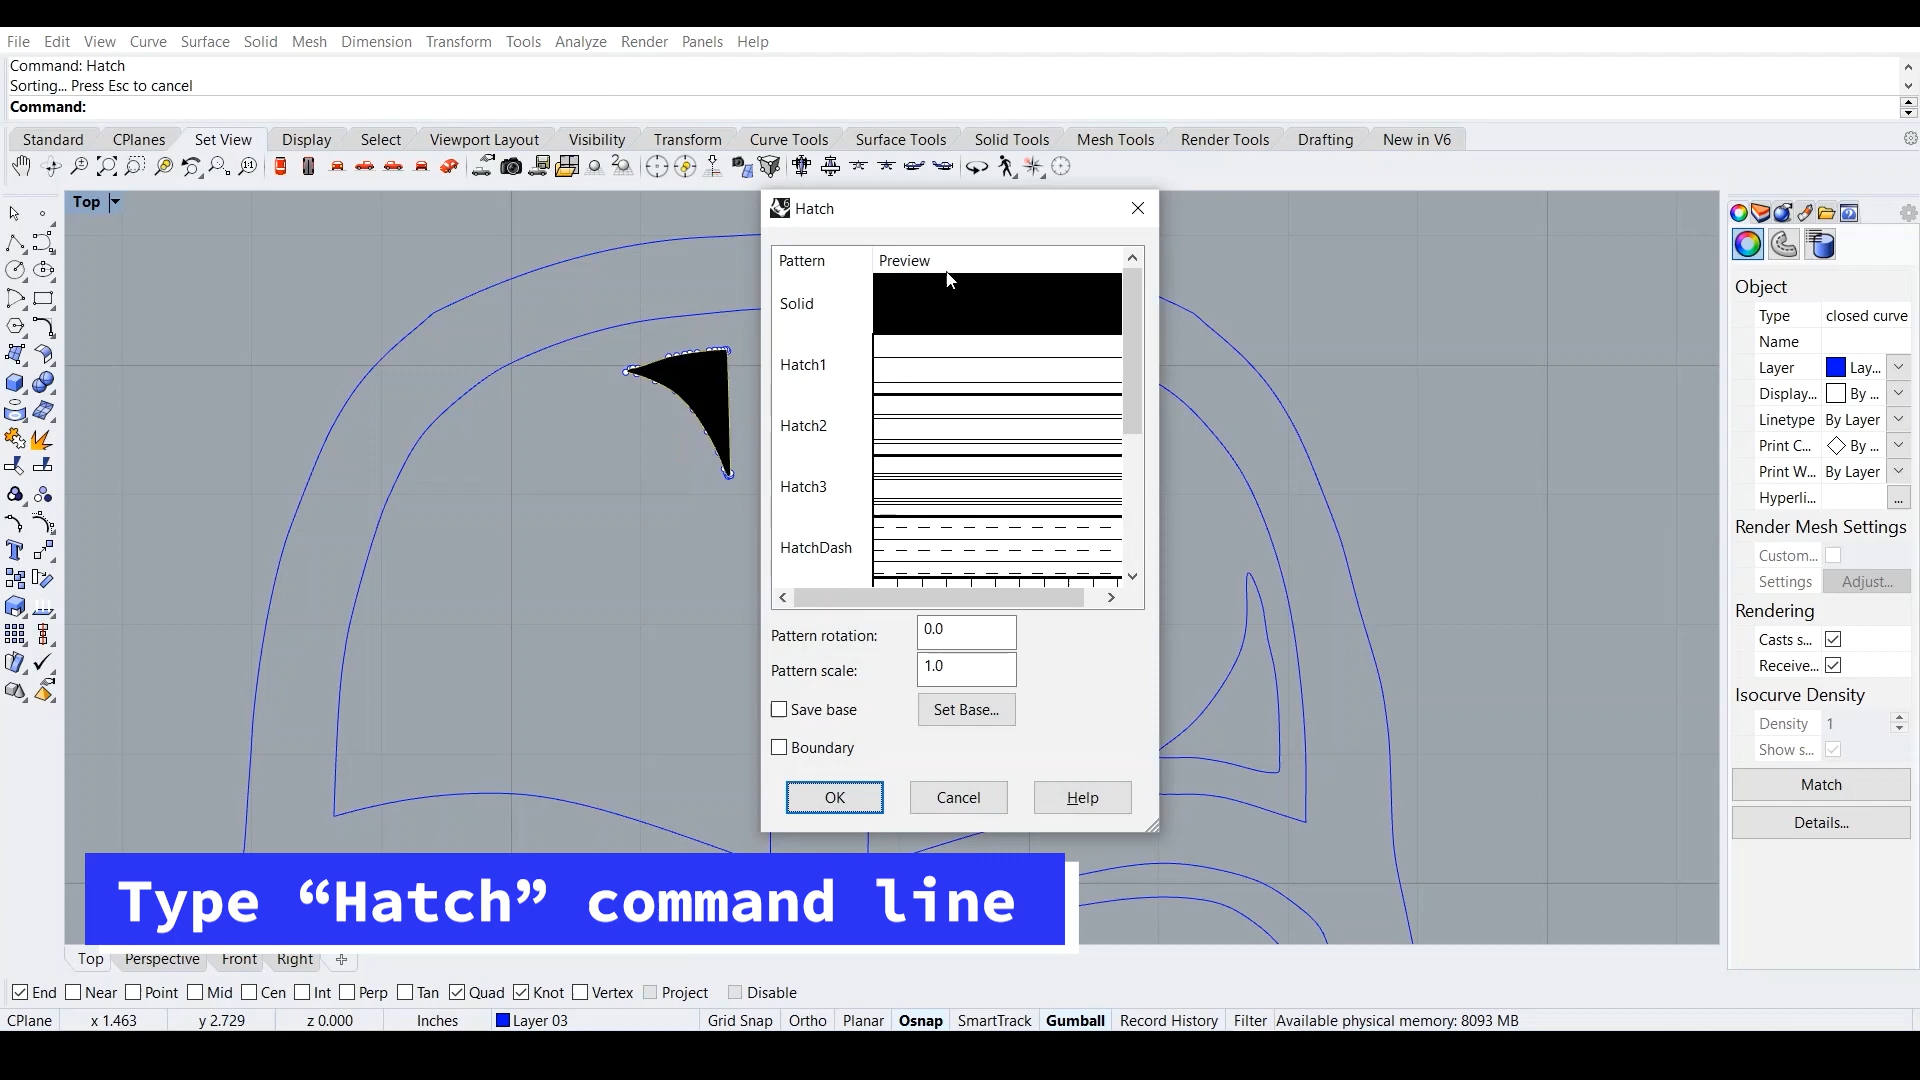 File Edit View Curve Surface Solid Mesh Dimension Transform Tools Analyze Render Panels Help
Command: Hatch
Sorting... Press Esc to cancel
Command:
Standard CPlanes Set View Display Select Viewport Layout Visibility Transform Curve Tools Surface Tools Solid Tools Mesh Tools Render Tools Drafting New in V6
Top
Hatch
Pattern Preview
Solid
Hatch1
Hatch2
Hatch3
HatchDash
Pattern rotation: 0.0
Pattern scale: 1.0
Save base Set Base...
Boundary
OK Cancel Help
Object
Type closed curve
Name
Layer Lay...
Display... By ...
Linetype By Layer
Print C... By ...
Print W... By Layer
Hyperli... ...
Render Mesh Settings
Custom...
Settings Adjust...
Rendering
Casts s...
Receive...
Isocurve Density
Density 1
Show s...
Match
Details...
Type “Hatch” command line
Top Perspective Front Right
End Near Point Mid Cen Int Perp Tan Quad Knot Vertex Project Disable
CPlane x 1.463 y 2.729 z 0.000 Inches Layer 03 Grid Snap Ortho Planar Osnap SmartTrack Gumball Record History Filter Available physical memory: 8093 MB